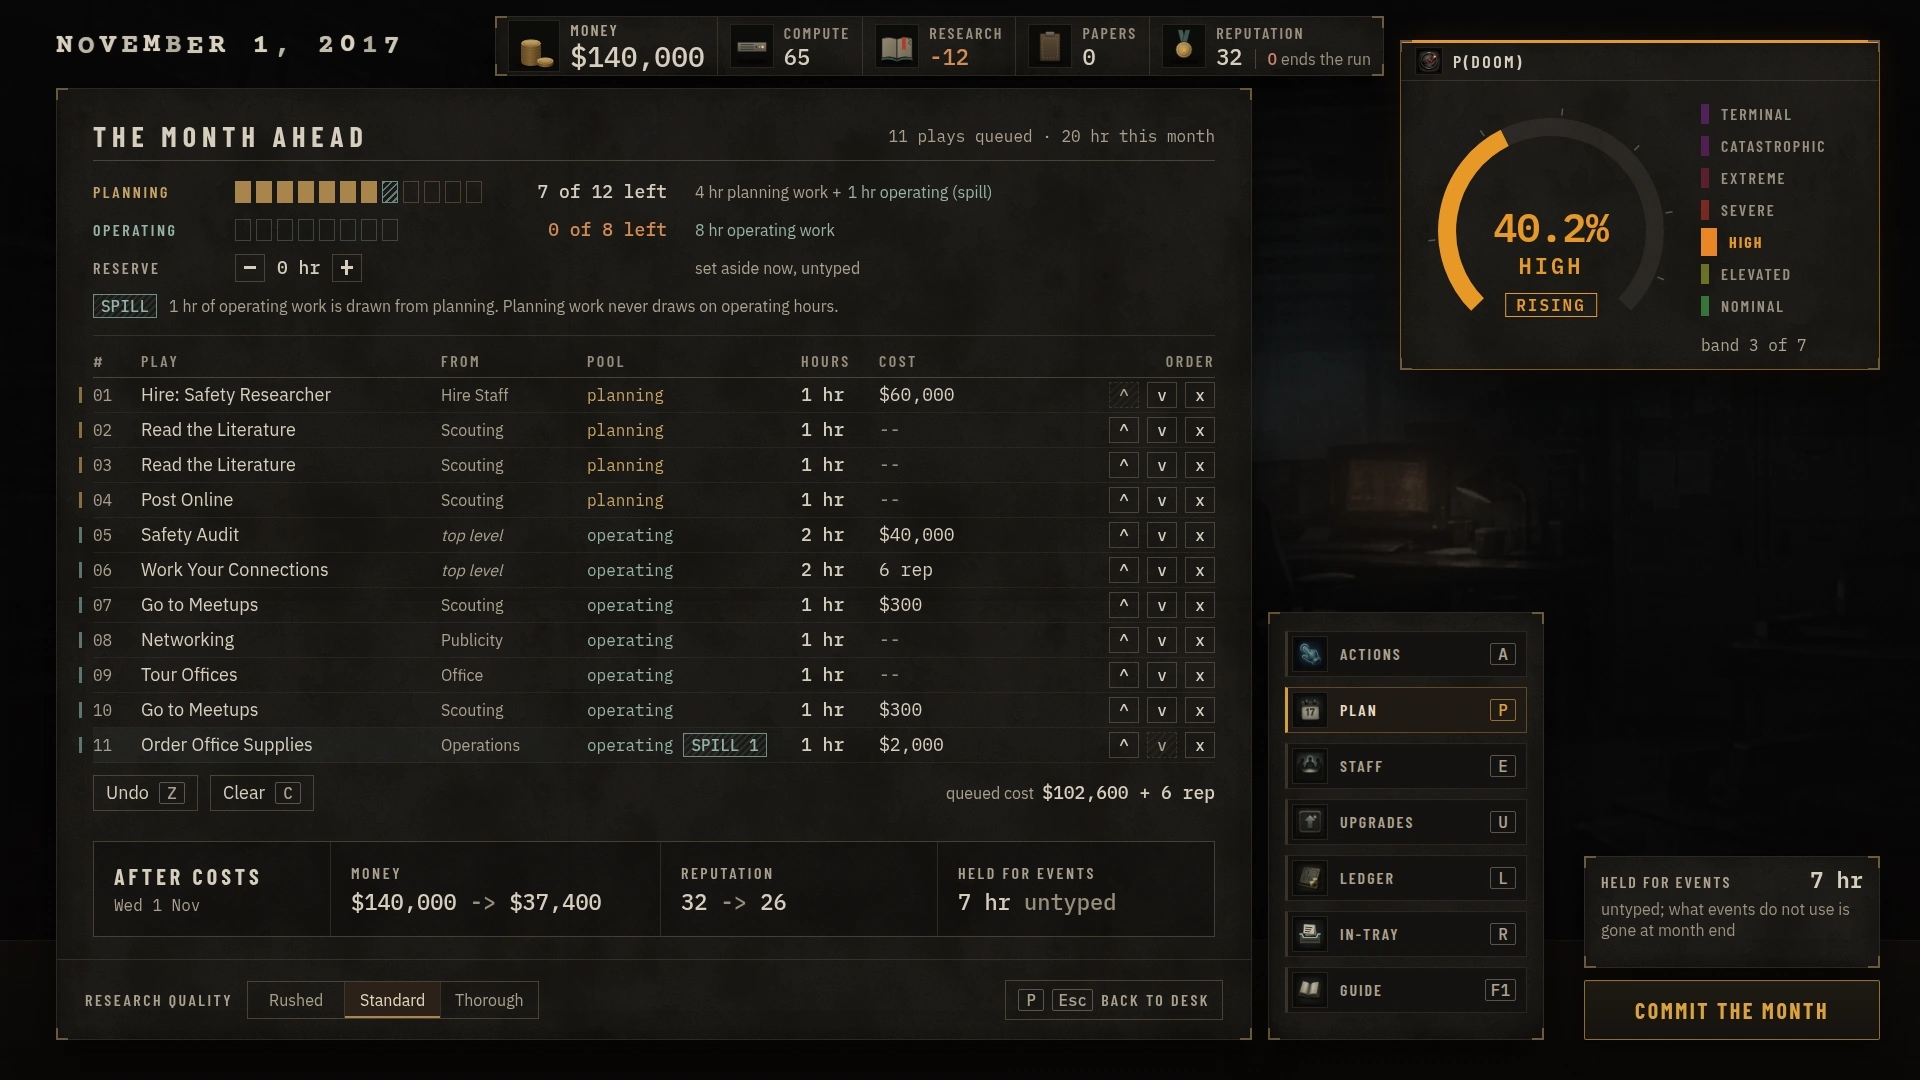 NOVEMBER 1, 2017
MONEY
$140,000
COMPUTE
65
RESEARCH
-12
PAPERS
0
REPUTATION
32 0 ends the run
P(DOOM)
40.2%
HIGH
RISING
TERMINAL
CATASTROPHIC
EXTREME
SEVERE
HIGH
ELEVATED
NOMINAL
band 3 of 7
THE MONTH AHEAD
11 plays queued · 20 hr this month
PLANNING 7 of 12 left 4 hr planning work + 1 hr operating (spill)
OPERATING 0 of 8 left 8 hr operating work
RESERVE − 0 hr + set aside now, untyped
SPILL 1 hr of operating work is drawn from planning. Planning work never draws on operating hours.
# PLAY FROM POOL HOURS COST ORDER
01 Hire: Safety Researcher Hire Staff planning 1 hr $60,000 ^ v x
02 Read the Literature Scouting planning 1 hr -- ^ v x
03 Read the Literature Scouting planning 1 hr -- ^ v x
04 Post Online Scouting planning 1 hr -- ^ v x
05 Safety Audit top level operating 2 hr $40,000 ^ v x
06 Work Your Connections top level operating 2 hr 6 rep ^ v x
07 Go to Meetups Scouting operating 1 hr $300 ^ v x
08 Networking Publicity operating 1 hr -- ^ v x
09 Tour Offices Office operating 1 hr -- ^ v x
10 Go to Meetups Scouting operating 1 hr $300 ^ v x
11 Order Office Supplies Operations operating SPILL 1 1 hr $2,000 ^ v x
Undo Z Clear C queued cost $102,600 + 6 rep
AFTER COSTS
Wed 1 Nov
MONEY
$140,000 -> $37,400
REPUTATION
32 -> 26
HELD FOR EVENTS
7 hr untyped
RESEARCH QUALITY Rushed Standard Thorough P Esc BACK TO DESK
ACTIONS A
17 PLAN P
STAFF E
UPGRADES U
LEDGER L
IN-TRAY R
GUIDE F1
HELD FOR EVENTS 7 hr
untyped; what events do not use is
gone at month end
COMMIT THE MONTH